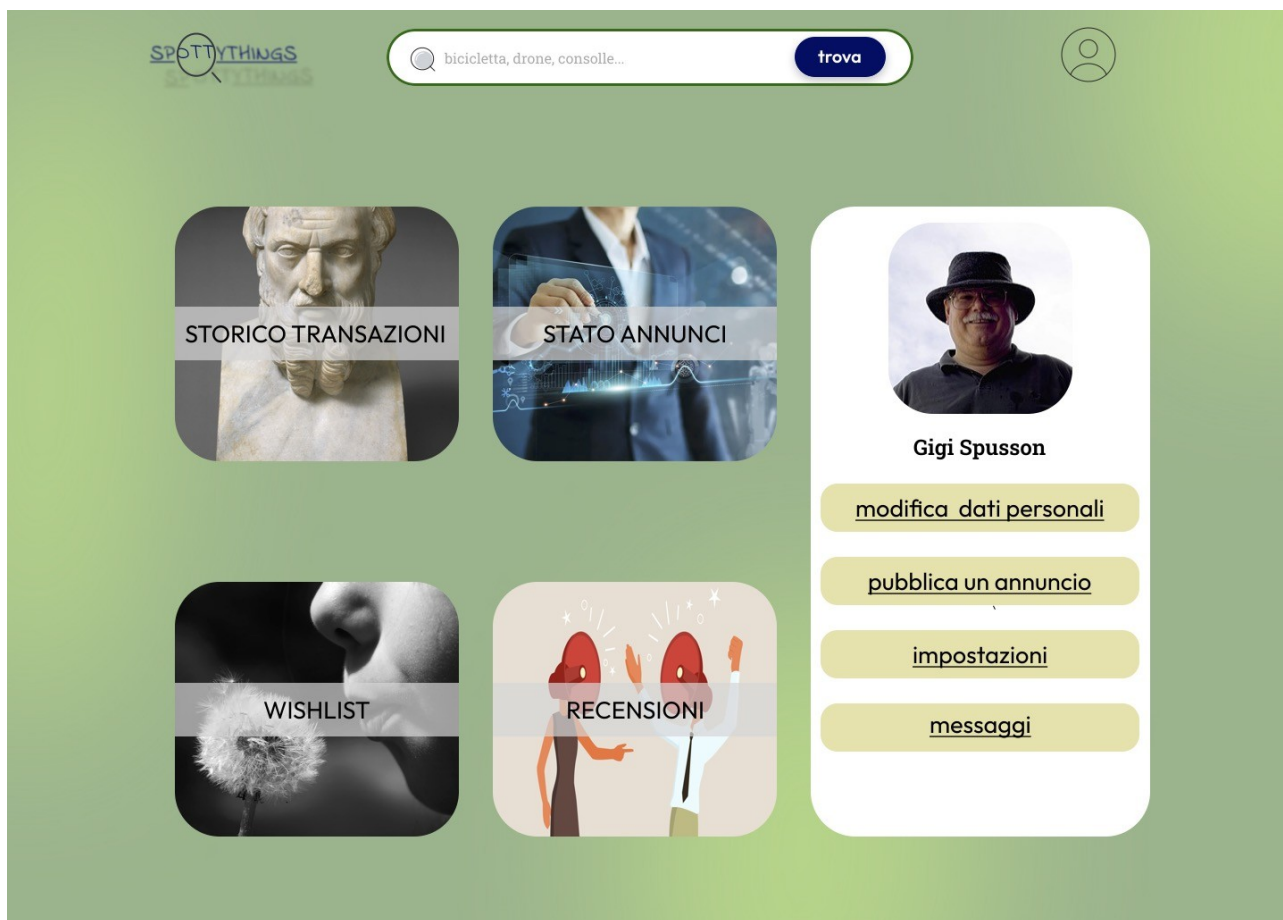 SPOTTYTHINGS
bicicletta, drone, consolle...
trova
STORICO TRANSAZIONI
STATO ANNUNCI
Gigi Spusson
modifica dati personali
pubblica un annuncio
impostazioni
messaggi
WISHLIST
RECENSIONI